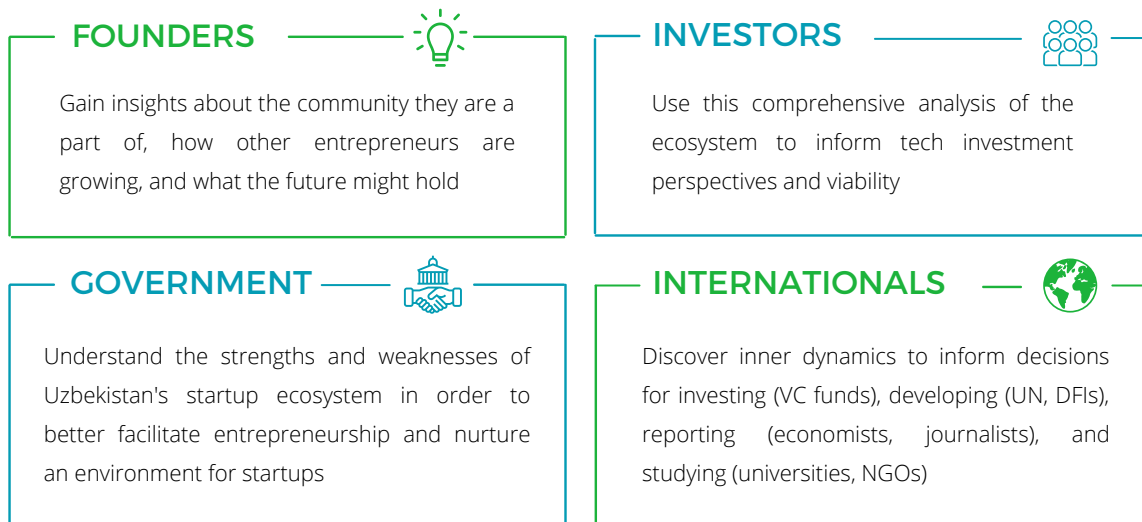 FOUNDERS
Gain insights about the community they are a
part of, how other entrepreneurs are
growing, and what the future might hold
INVESTORS
Use this comprehensive analysis of the
ecosystem to inform tech investment
perspectives and viability
GOVERNMENT
Understand the strengths and weaknesses of
Uzbekistan's startup ecosystem in order to
better facilitate entrepreneurship and nurture
an environment for startups
INTERNATIONALS
Discover inner dynamics to inform decisions
for investing (VC funds), developing (UN, DFIs),
reporting (economists, journalists), and
studying (universities, NGOs)